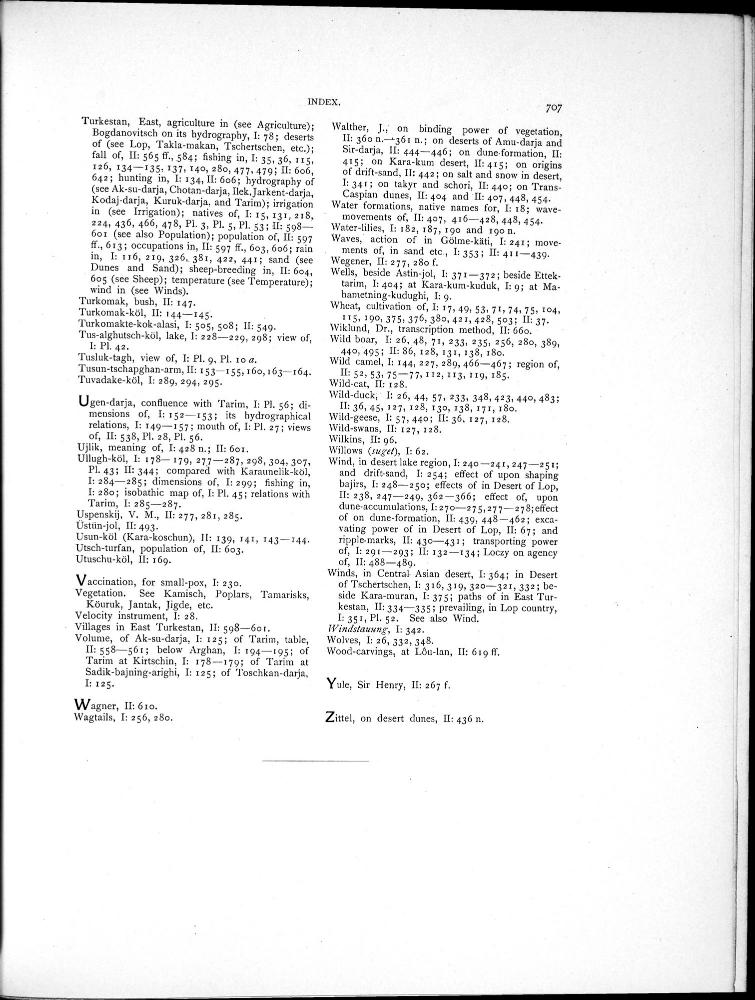 INDEX.
707
Turkestan, East, agriculture in (see Agriculture);
Bogdanovitsch on its hydrography, I: 78; deserts
of (see Lop, Takla-makan, Tschertschen, etc.);
fall of, II: 565 ff., 584; fishing in, I: 35, 36, 115,
126, 134—135, 137, 140, 280, 477, 479; II: 606,
642; hunting in, I: 134, II: 606; hydrography of
(see Ak-su-darja, Chotan-darja, Ilek, Jarkent-darja,
Kodaj-darja, Kuruk-darja, and Tarim); irrigation
in (see Irrigation); natives of, I: 15, 131, 218,
224, 436, 466, 478, Pl. 3, Pl. 5, Pl. 53; II: 598—
601 (see also Population); population of, II: 597
ff., 613; occupations in, II: 597 ff., 603, 606; rain
in, I: 116, 219, 326, 381, 422, 441; sand (see
Dunes and Sand); sheep-breeding in, II: 604,
605 (see Sheep); temperature (see Temperature);
wind in (see Winds).
Turkomak, bush, II: 147.
Turkomak-köl, II: 144—145.
Turkomakte-kok-alasi, I: 505, 508; II: 549.
Tus-alghutsch-köl, lake, I: 228—229, 298; view of,
I: Pl. 42.
Tusluk-tagh, view of, I: Pl. 9, Pl. 10 a.
Tusun-tschapghan-arm, II: 153—155, 160, 163—164.
Tuvadake-köl, I: 289, 294, 295.
Ugen-darja, confluence with Tarim, I: Pl. 56; di-
mensions of, I: 152—153; its hydrographical
relations, I: 149—157; mouth of, I: Pl. 27; views
of, II: 538, Pl. 28, Pl. 56.
Ujlik, meaning of, I: 428 n.; II: 601.
Ullugh-köl, I: 178—179, 277—287, 298, 304, 307,
Pl. 43; II: 344; compared with Karaunelik-köl,
I: 284—285; dimensions of, I: 299; fishing in,
I: 280; isobathic map of, I: Pl. 45; relations with
Tarim, I: 285—287.
Uspenskij, V. M., II: 277, 281, 285.
Üstün-jol, II: 493.
Usun-köl (Kara-koschun), II: 139, 141, 143—144.
Utsch-turfan, population of, II: 603.
Utuschu-köl, II: 169.
Vaccination, for small-pox, I: 230.
Vegetation. See Kamisch, Poplars, Tamarisks,
Köuruk, Jantak, Jigde, etc.
Velocity instrument, I: 28.
Villages in East Turkestan, II: 598—601.
Volume, of Ak-su-darja, I: 125; of Tarim, table,
II: 558—561; below Arghan, I: 194—195; of
Tarim at Kirtschin, I: 178—179; of Tarim at
Sadik-bajning-arighi, I: 125; of Toschkan-darja,
I: 125.
Wagner, II: 610.
Wagtails, I: 256, 280.
Walther, J., on binding power of vegetation,
II: 360 n.—361 n.; on deserts of Amu-darja and
Sir-darja, II: 444—446; on dune-formation, II:
415; on Kara-kum desert, II: 415; on origins
of drift-sand, II: 442; on salt and snow in desert,
I: 341; on takyr and schori, II: 440; on Trans-
Caspian dunes, II: 404 and II: 407, 448, 454.
Water formations, native names for, I: 18; wave-
movements of, II: 407, 416—428, 448, 454.
Water-lilies, I: 182, 187, 190 and 190 n.
Waves, action of in Gölme-käti, I: 241; move-
ments of, in sand etc., I: 353; II: 411—439.
Wegener, II: 277, 280 f.
Wells, beside Astin-jol, I: 371—372; beside Ettek-
tarim, I: 404; at Kara-kum-kuduk, I: 9; at Ma-
hametning-kudughi, I: 9.
Wheat, cultivation of, I: 17, 49, 53, 71, 74, 75, 104,
115, 190, 375, 376, 380, 421, 428, 503; II: 37.
Wiklund, Dr., transcription method, II: 660.
Wild boar, I: 26, 48, 71, 233, 235, 256, 280, 389,
440, 495; II: 86, 128, 131, 138, 180.
Wild camel, I: 144, 227, 289, 466—467; region of,
II: 52, 53, 75—77, 112, 113, 119, 185.
Wild-cat, II: 128.
Wild-duck, I: 26, 44, 57, 233, 348, 423, 440, 483;
II: 36, 45, 127, 128, 130, 138, 171, 180.
Wild-geese, I: 57, 440; II: 36, 127, 128.
Wild-swans, II: 127, 128.
Wilkins, II: 96.
Willows (suget), I: 62.
Wind, in desert lake region, I: 240—241, 247—251;
and drift-sand, I: 254; effect of upon shaping
bajirs, I: 248—250; effects of in Desert of Lop,
II: 238, 247—249, 362—366; effect of, upon
dune-accumulations, I: 270—275, 277—278; effect
of on dune-formation, II: 439, 448—462; exca-
vating power of in Desert of Lop, II: 67; and
ripple-marks, II: 430—431; transporting power
of, I: 291—293; II: 132—134; Loczy on agency
of, II: 488—489.
Winds, in Central Asian desert, I: 364; in Desert
of Tschertschen, I: 316, 319, 320—321, 332; be-
side Kara-muran, I: 375; paths of in East Tur-
kestan, II: 334—335; prevailing, in Lop country,
I: 351, Pl. 52. See also Wind.
Windstauung, I: 342.
Wolves, I: 26, 332, 348.
Wood-carvings, at Lôu-lan, II: 619 ff.
Yule, Sir Henry, II: 267 f.
Zittel, on desert dunes, II: 436 n.